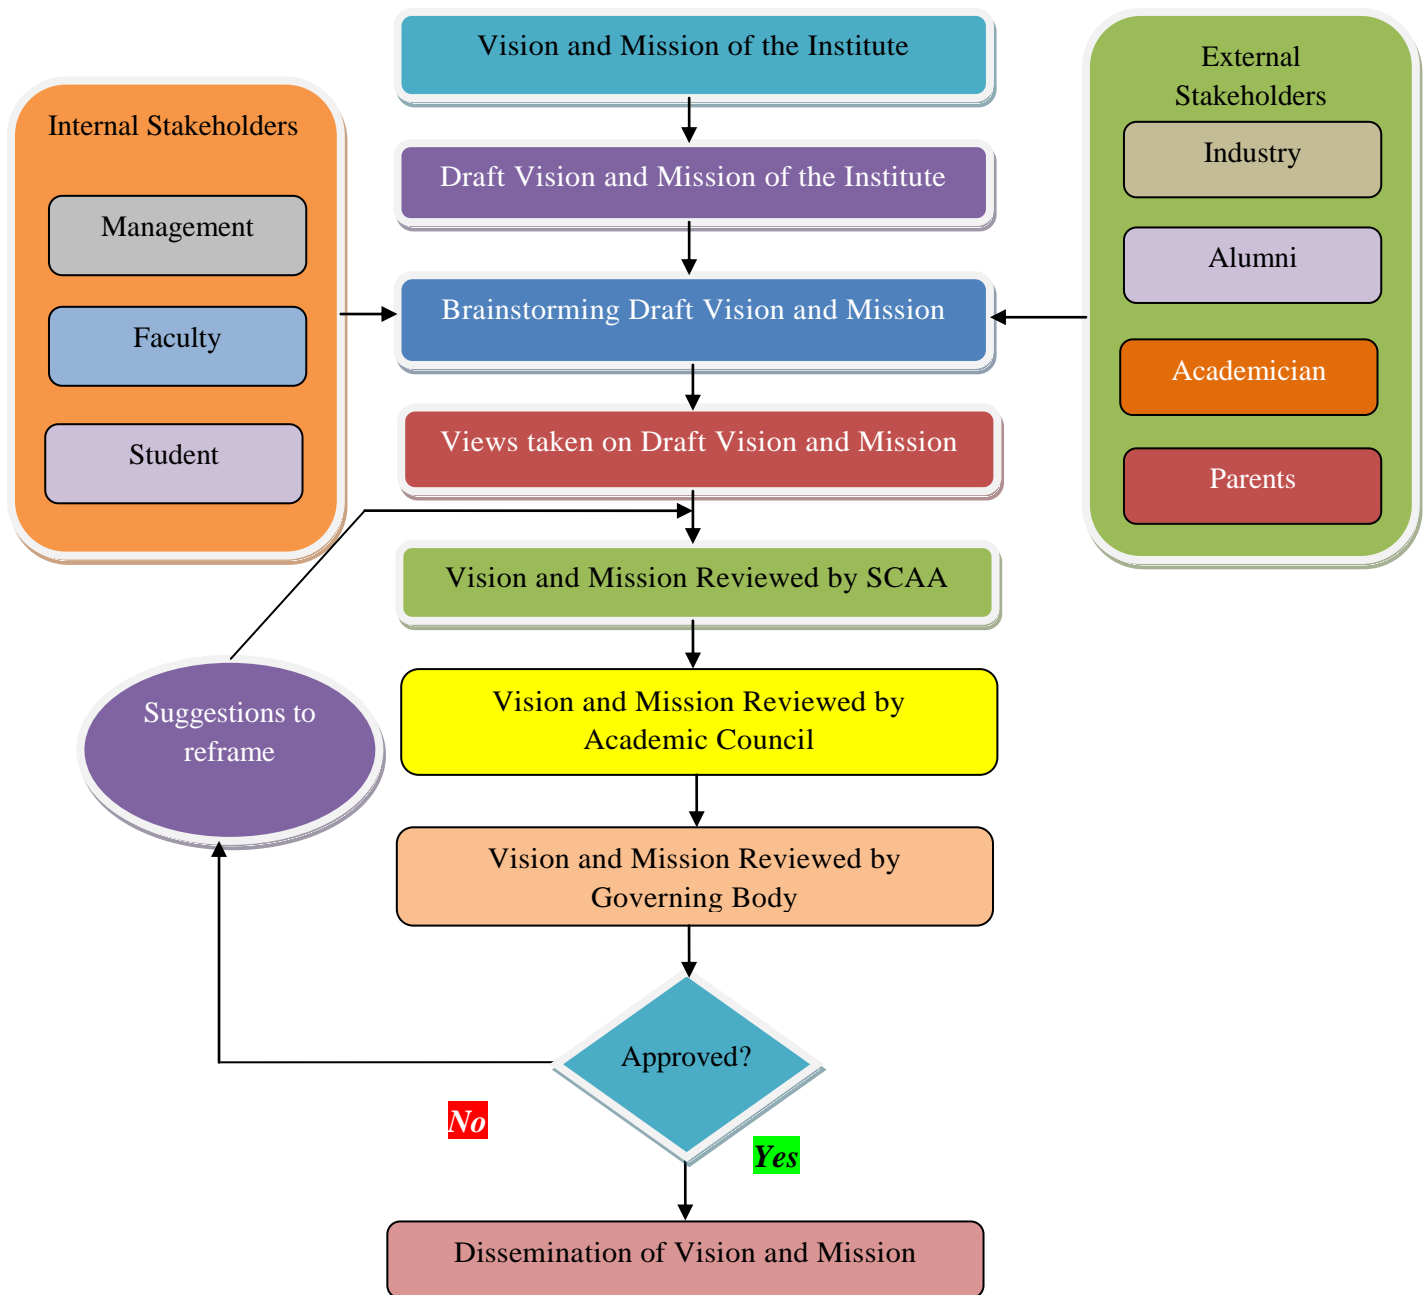 Vision and Mission of the Institute
External
Stakeholders
Internal Stakeholders
Industry
Draft Vision and Mission of the Institute
Management
Alumni
Brainstorming Draft Vision and Mission
Faculty
Academician
Views taken on Draft Vision and Mission
Student
Parents
Vision and Mission Reviewed by SCAA
Suggestions to
reframe
Vision and Mission Reviewed by
Academic Council
Vision and Mission Reviewed by
Governing Body
Approved?
No
Yes
Dissemination of Vision and Mission